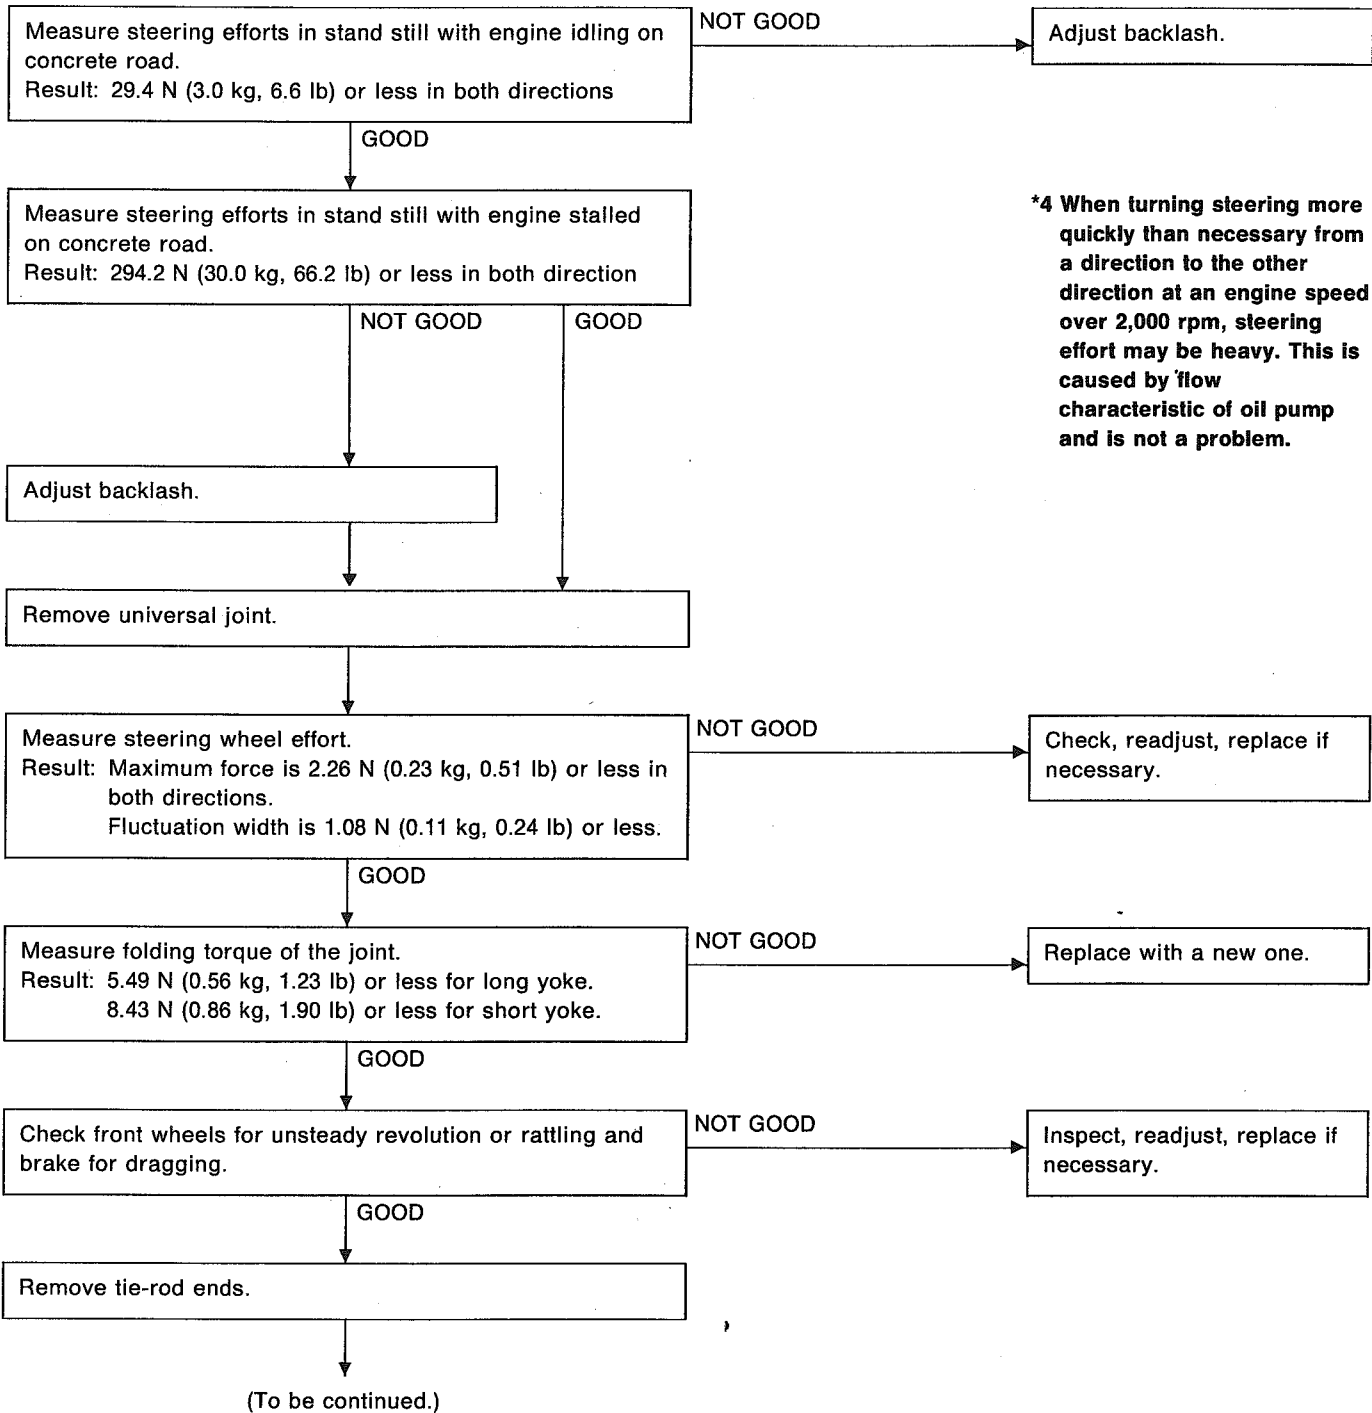 Measure steering efforts in stand still with engine idling on
concrete road.
Result: 29.4 N (3.0 kg, 6.6 lb) or less in both directions
NOT GOOD
Adjust backlash.
GOOD
Measure steering efforts in stand still with engine stalled
on concrete road.
Result: 294.2 N (30.0 kg, 66.2 lb) or less in both direction
*4 When turning steering more
quickly than necessary from
a direction to the other
direction at an engine speed
over 2,000 rpm, steering
effort may be heavy. This is
caused by flow
characteristic of oil pump
and is not a problem.
NOT GOOD
GOOD
Adjust backlash.
Remove universal joint.
Measure steering wheel effort.
Result: Maximum force is 2.26 N (0.23 kg, 0.51 lb) or less in
both directions.
Fluctuation width is 1.08 N (0.11 kg, 0.24 lb) or less.
NOT GOOD
Check, readjust, replace if
necessary.
GOOD
Measure folding torque of the joint.
Result: 5.49 N (0.56 kg, 1.23 lb) or less for long yoke.
8.43 N (0.86 kg, 1.90 lb) or less for short yoke.
NOT GOOD
Replace with a new one.
GOOD
Check front wheels for unsteady revolution or rattling and
brake for dragging.
NOT GOOD
Inspect, readjust, replace if
necessary.
GOOD
Remove tie-rod ends.
(To be continued.)